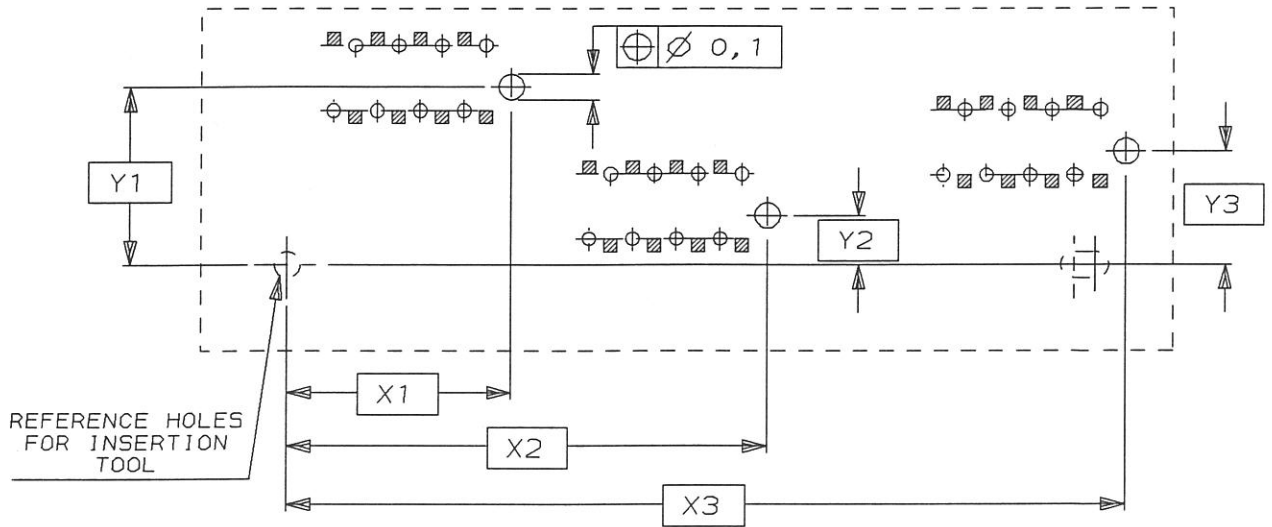 ⌖ ⌀ 0,1
Y1
Y2
Y3
X1
REFERENCE HOLES
FOR INSERTION
TOOL
X2
X3